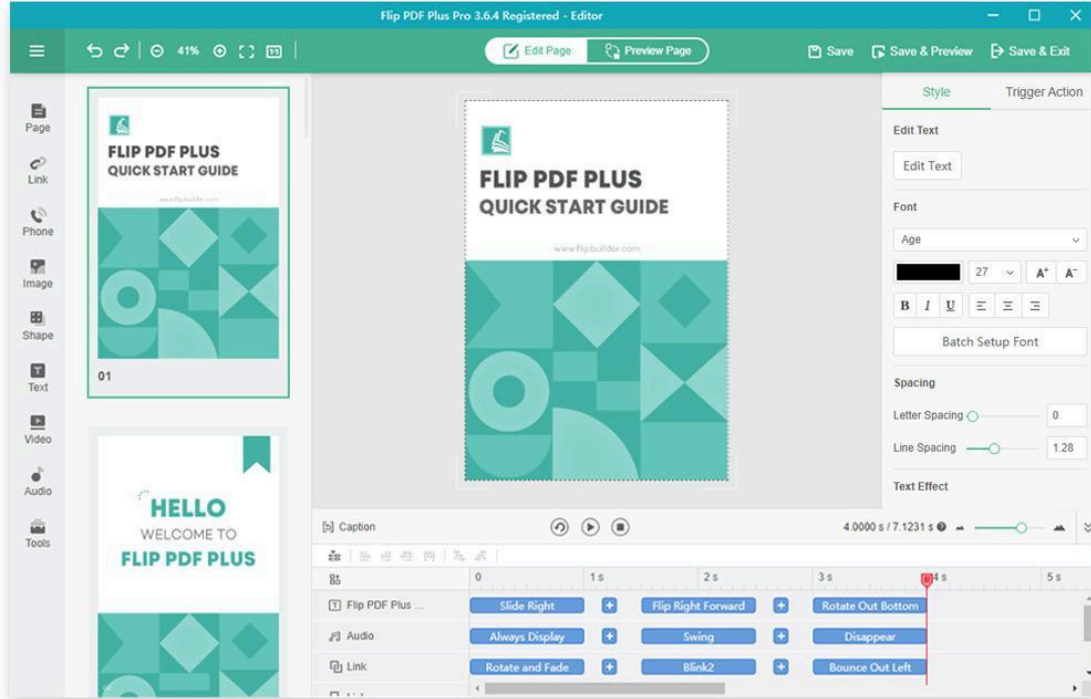 Flip PDF Plus Pro 3.6.4 Registered - Editor
41%
Edit Page
Preview Page
Save
Save & Preview
Save & Exit
Page
Link
Phone
Image
Shape
Text
Video
Audio
Tools
FLIP PDF PLUS
QUICK START GUIDE
www.flipbuilder.com
01
HELLO
WELCOME TO
FLIP PDF PLUS
FLIP PDF PLUS
QUICK START GUIDE
www.flipbuilder.com
Style
Trigger Action
Edit Text
Edit Text
Font
Age
27
A+ A-
B I U
Batch Setup Font
Spacing
Letter Spacing 0
Line Spacing 1.28
Text Effect
Caption
4.0000 s / 7.1231 s
0 1 s 2 s 3 s 4 s 5 s
Flip PDF Plus ... Slide Right + Flip Right Forward + Rotate Out Bottom
Audio Always Display + Swing + Disappear
Link Rotate and Fade + Blink2 + Bounce Out Left